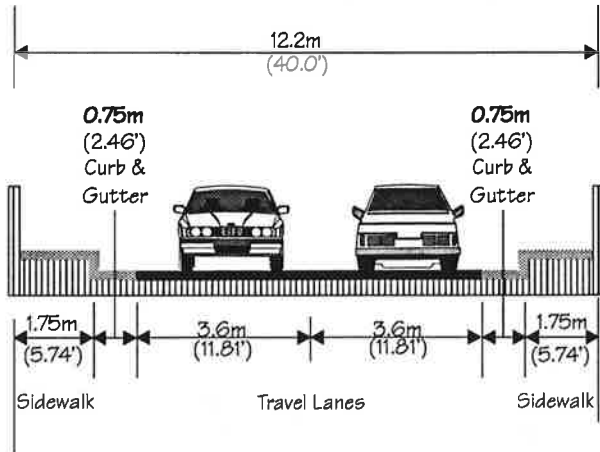 12.2m
(40.0')
0.75m
(2.46')
Curb &
Gutter
0.75m
(2.46')
Curb &
Gutter
1.75m
(5.74')
3.6m
(11.81')
3.6m
(11.81')
1.75m
(5.74')
Sidewalk
Travel Lanes
Sidewalk